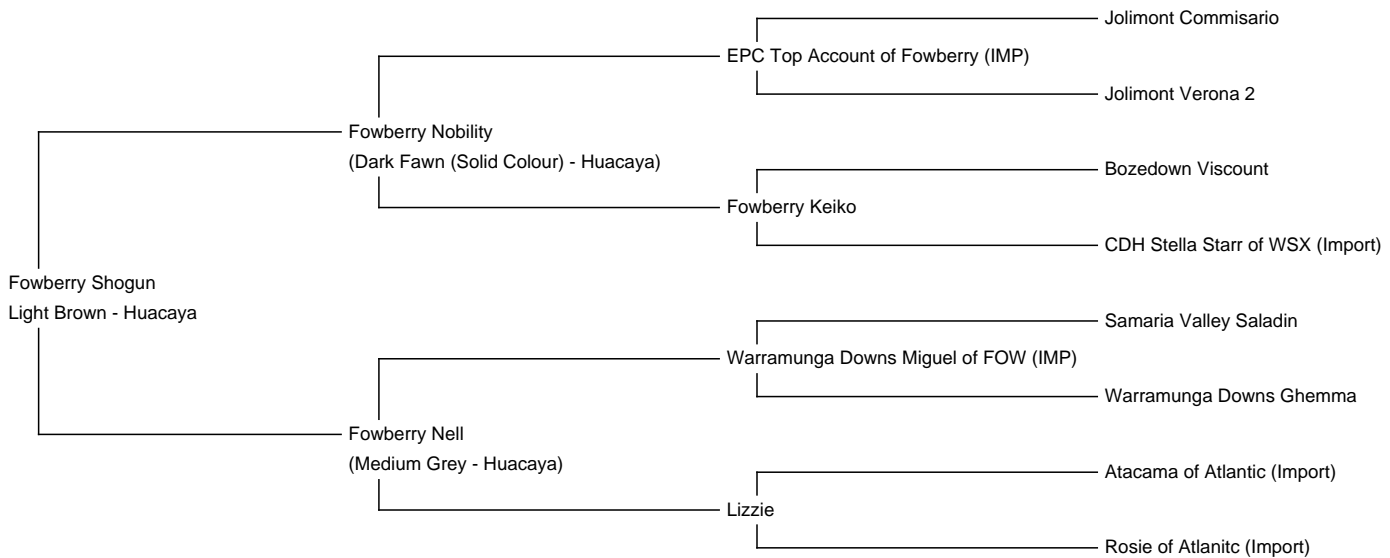 Jolimont Commisario
EPC Top Account of Fowberry (IMP)
Jolimont Verona 2
Fowberry Nobility
(Dark Fawn (Solid Colour) - Huacaya)
Bozedown Viscount
Fowberry Keiko
CDH Stella Starr of WSX (Import)
Fowberry Shogun
Light Brown - Huacaya
Samaria Valley Saladin
Warramunga Downs Miguel of FOW (IMP)
Warramunga Downs Ghemma
Fowberry Nell
(Medium Grey - Huacaya)
Atacama of Atlantic (Import)
Lizzie
Rosie of Atlanitc (Import)